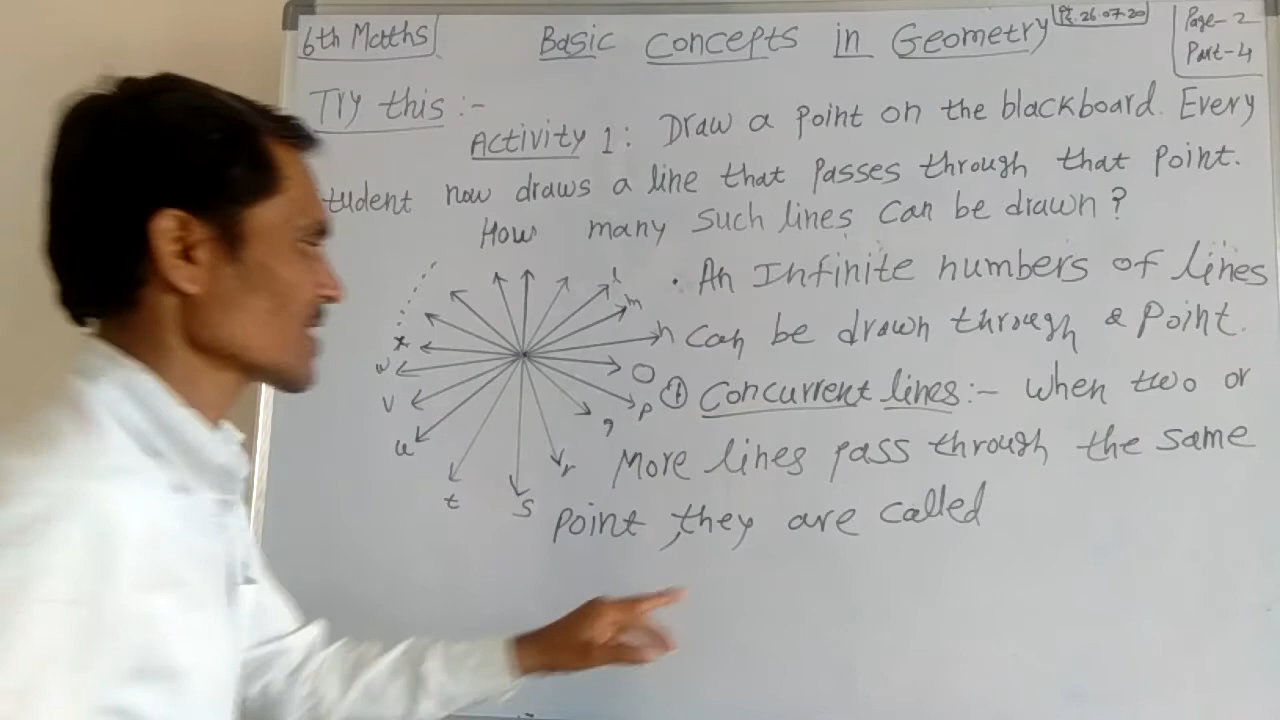 6th Maths
Basic Concepts in Geometry
26.07.20
Page-2
Part-4
Try this :-
Activity 1: Draw a point on the blackboard. Every
tudent now draws a line that passes through that point.
How many such lines can be drawn?
. An Infinite numbers of lines
can be drawn through a point.
① Concurrent lines:- when two or
more lines pass through the same
point, they are called
l
m
n
o
p
q
r
s
t
u
v
w
x